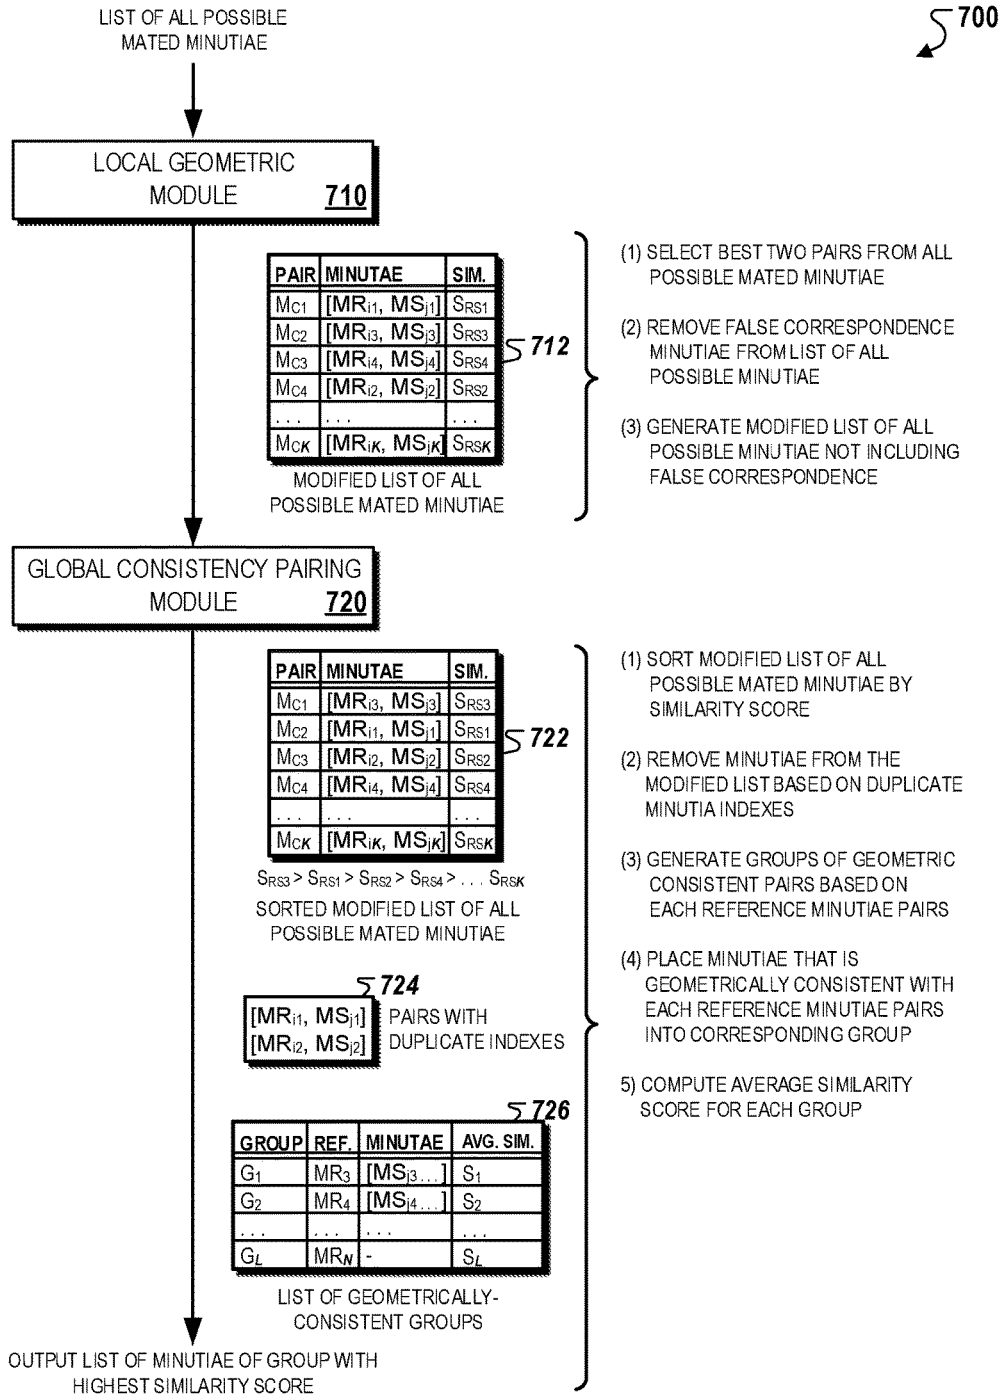 LIST OF ALL POSSIBLE
MATED MINUTIAE
700
LOCAL GEOMETRIC
MODULE 710
PAIR MINUTAE SIM.
MC1 [MRi1, MSj1] SRS1
MC2 [MRi3, MSj3] SRS3
MC3 [MRi4, MSj4] SRS4
MC4 [MRi2, MSj2] SRS2
... ... ...
MCK [MRiK, MSjK] SRSK
712
MODIFIED LIST OF ALL
POSSIBLE MATED MINUTIAE
(1) SELECT BEST TWO PAIRS FROM ALL
POSSIBLE MATED MINUTIAE
(2) REMOVE FALSE CORRESPONDENCE
MINUTIAE FROM LIST OF ALL
POSSIBLE MINUTIAE
(3) GENERATE MODIFIED LIST OF ALL
POSSIBLE MINUTIAE NOT INCLUDING
FALSE CORRESPONDENCE
GLOBAL CONSISTENCY PAIRING
MODULE 720
PAIR MINUTAE SIM.
MC1 [MRi3, MSj3] SRS3
MC2 [MRi1, MSj1] SRS1
MC3 [MRi2, MSj2] SRS2
MC4 [MRi4, MSj4] SRS4
... ... ...
MCK [MRiK, MSjK] SRSK
722
SRS3 > SRS1 > SRS2 > SRS4 > ... SRSK
SORTED MODIFIED LIST OF ALL
POSSIBLE MATED MINUTIAE
724
[MRi1, MSj1]
[MRi2, MSj2]
PAIRS WITH
DUPLICATE INDEXES
726
GROUP REF. MINUTAE AVG. SIM.
G1 MR3 [MSj3...] S1
G2 MR4 [MSj4...] S2
... ... ... ...
GL MRN - SL
LIST OF GEOMETRICALLY-
CONSISTENT GROUPS
(1) SORT MODIFIED LIST OF ALL
POSSIBLE MATED MINUTIAE BY
SIMILARITY SCORE
(2) REMOVE MINUTIAE FROM THE
MODIFIED LIST BASED ON DUPLICATE
MINUTIA INDEXES
(3) GENERATE GROUPS OF GEOMETRIC
CONSISTENT PAIRS BASED ON
EACH REFERENCE MINUTIAE PAIRS
(4) PLACE MINUTIAE THAT IS
GEOMETRICALLY CONSISTENT WITH
EACH REFERENCE MINUTIAE PAIRS
INTO CORRESPONDING GROUP
5) COMPUTE AVERAGE SIMILARITY
SCORE FOR EACH GROUP
OUTPUT LIST OF MINUTIAE OF GROUP WITH
HIGHEST SIMILARITY SCORE